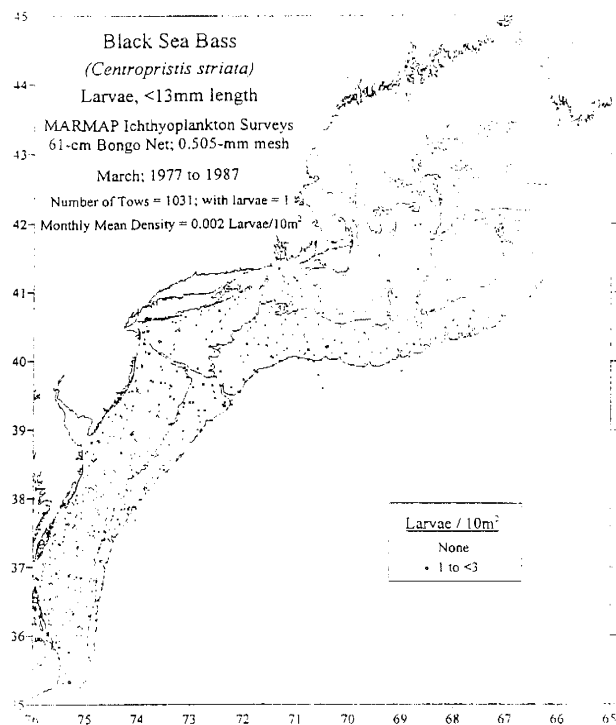 Black Sea Bass
(Centropristis striata)
Larvae, <13mm length
MARMAP Ichthyoplankton Surveys
61-cm Bongo Net; 0.505-mm mesh
March; 1977 to 1987
Number of Tows = 1031; with larvae = 1
Monthly Mean Density = 0.002 Larvae/10m²
45
44
43
42
41
40
39
38
37
36
Larvae / 10m²
None
• 1 to <3
75 74 73 72 71 70 69 68 67 66